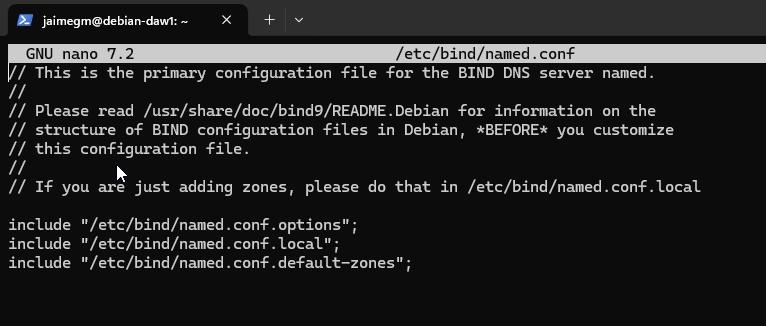 jaimegm@debian-daw1: ~
GNU nano 7.2 /etc/bind/named.conf
// This is the primary configuration file for the BIND DNS server named.
//
// Please read /usr/share/doc/bind9/README.Debian for information on the
// structure of BIND configuration files in Debian, *BEFORE* you customize
// this configuration file.
//
// If you are just adding zones, please do that in /etc/bind/named.conf.local
include "/etc/bind/named.conf.options";
include "/etc/bind/named.conf.local";
include "/etc/bind/named.conf.default-zones";